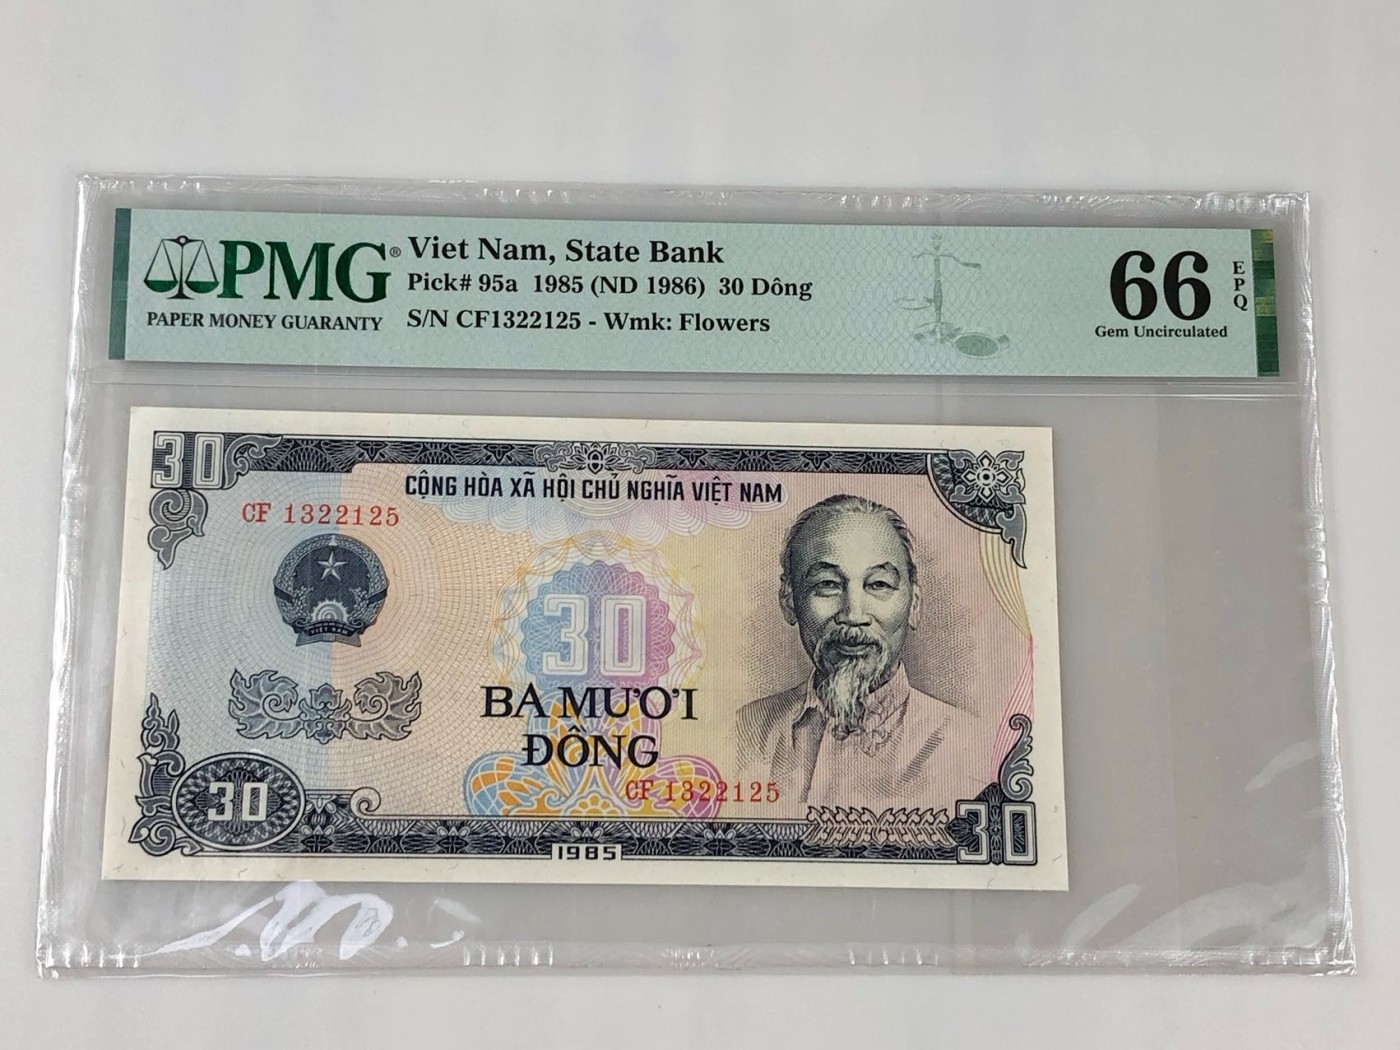 PMG®
PAPER MONEY GUARANTY
Viet Nam, State Bank
Pick# 95a 1985 (ND 1986) 30 Dông
S/N CF1322125 - Wmk: Flowers
66
EPQ
Gem Uncirculated
30
CỘNG HÒA XÃ HỘI CHỦ NGHĨA VIỆT NAM
CF 1322125
VIỆT NAM
30
BA MƯƠI
ĐỒNG
CF 1322125
30
30
1985